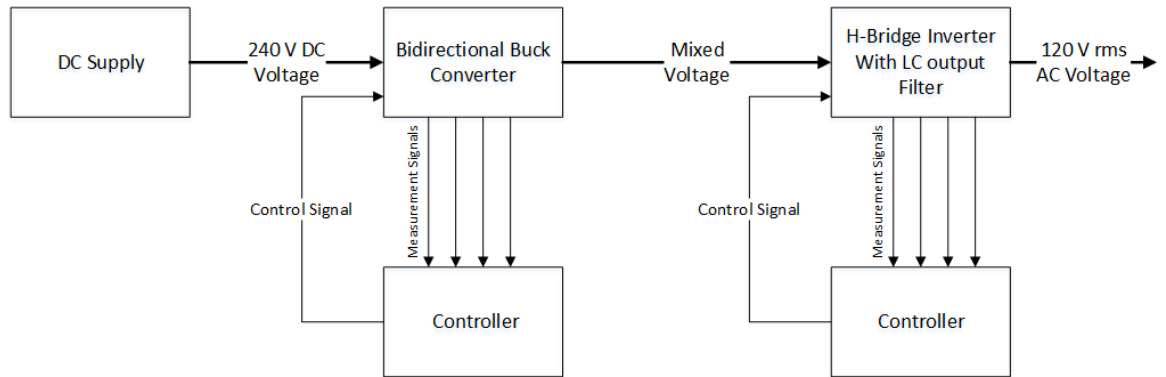 DC Supply
240 V DC
Voltage
Bidirectional Buck
Converter
Mixed
Voltage
H-Bridge Inverter
With LC output
Filter
120 V rms
AC Voltage
Control Signal
Measurement Signals
Control Signal
Measurement Signals
Controller
Controller